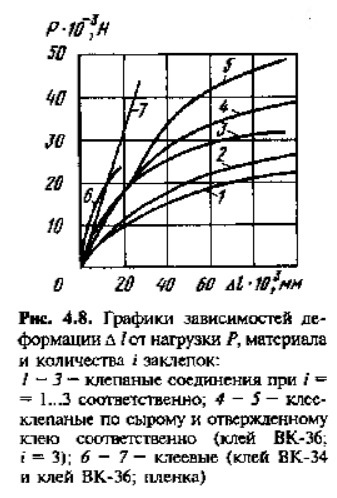 P·10⁻³, Н
50
40
30
20
10
0
20
40
60
Δl·10³, мм
5
4
3
2
1
7
6
Рис. 4.8. Графики зависимостей де-
формации Δ l от нагрузки P, материала
и количества i заклепок:
1 – 3 – клепаные соединения при i =
= 1...3 соответственно; 4 – 5 – клее-
клепаные по сырому и отвержденному
клею соответственно (клей ВК-36;
i = 3); 6 – 7 – клеевые (клей ВК-34
и клей ВК-36; пленка)